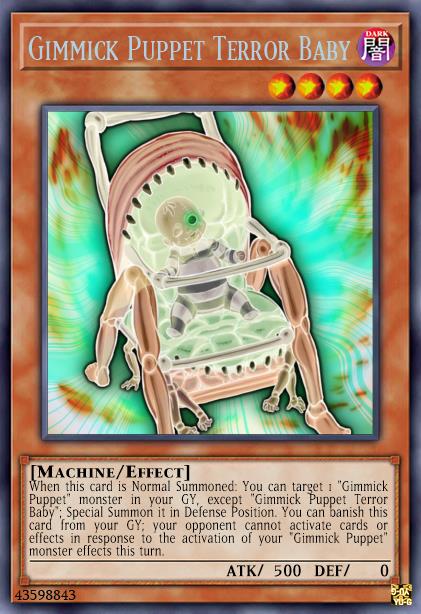 GIMMICK PUPPET TERROR BABY
DARK
闇
[MACHINE/EFFECT]
When this card is Normal Summoned: You can target 1 "Gimmick
Puppet" monster in your GY, except "Gimmick Puppet Terror
Baby"; Special Summon it in Defense Position. You can banish this
card from your GY; your opponent cannot activate cards or
effects in response to the activation of your "Gimmick Puppet"
monster effects this turn.
ATK/ 500 DEF/ 0
43598843